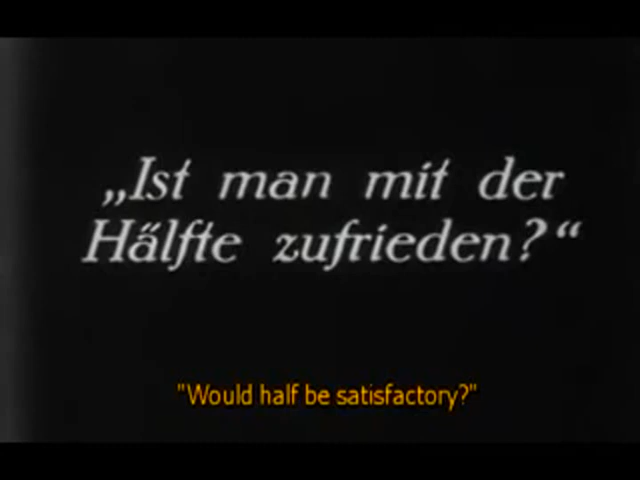 „Ist man mit der
Hälfte zufrieden?“
"Would half be satisfactory?"